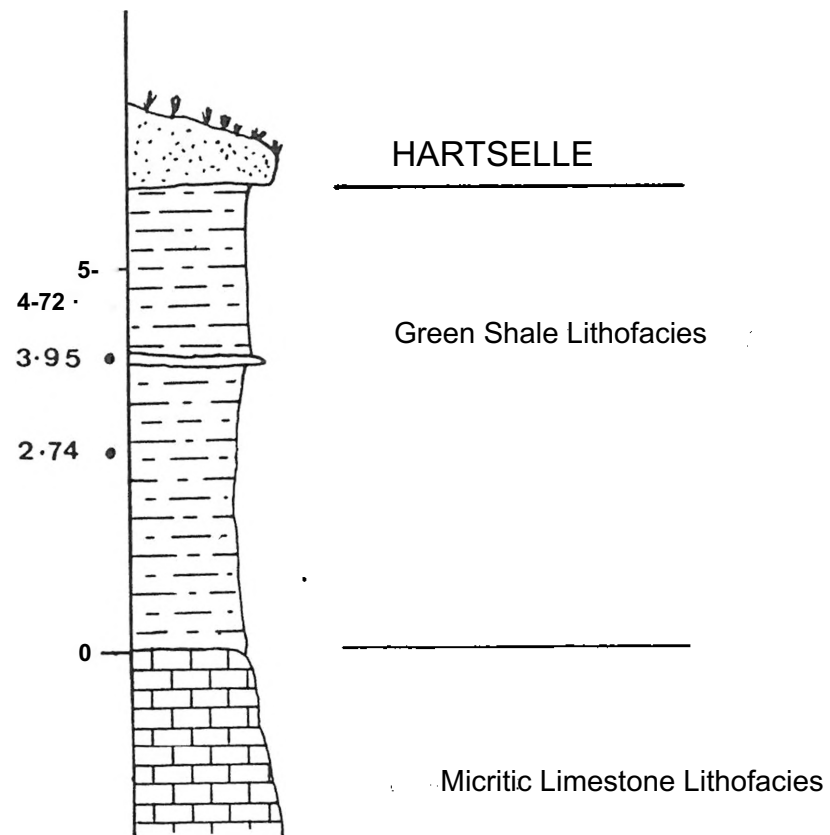 HARTSELLE
5-
4-72 ·
Green Shale Lithofacies
3·95 •
2·74 •
0
Micritic Limestone Lithofacies